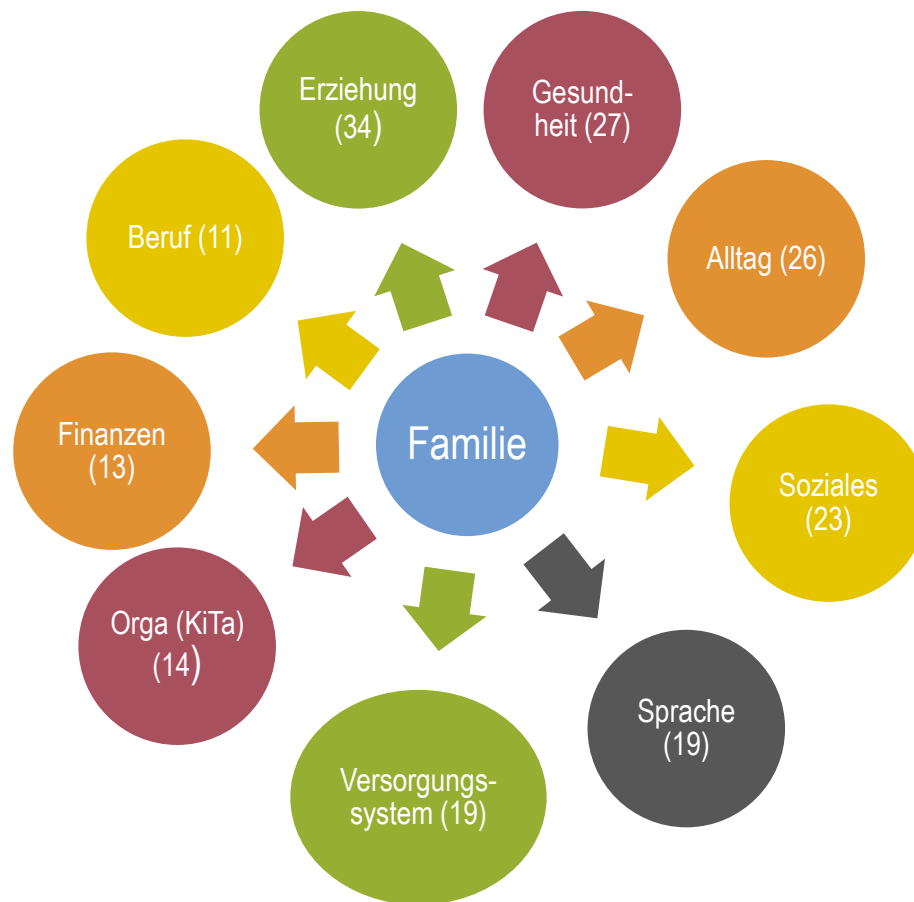 Erziehung
(34)
Gesund-
heit (27)
Alltag (26)
Soziales
(23)
Sprache
(19)
Versorgungs-
system (19)
Orga (KiTa)
(14)
Finanzen
(13)
Beruf (11)
Familie